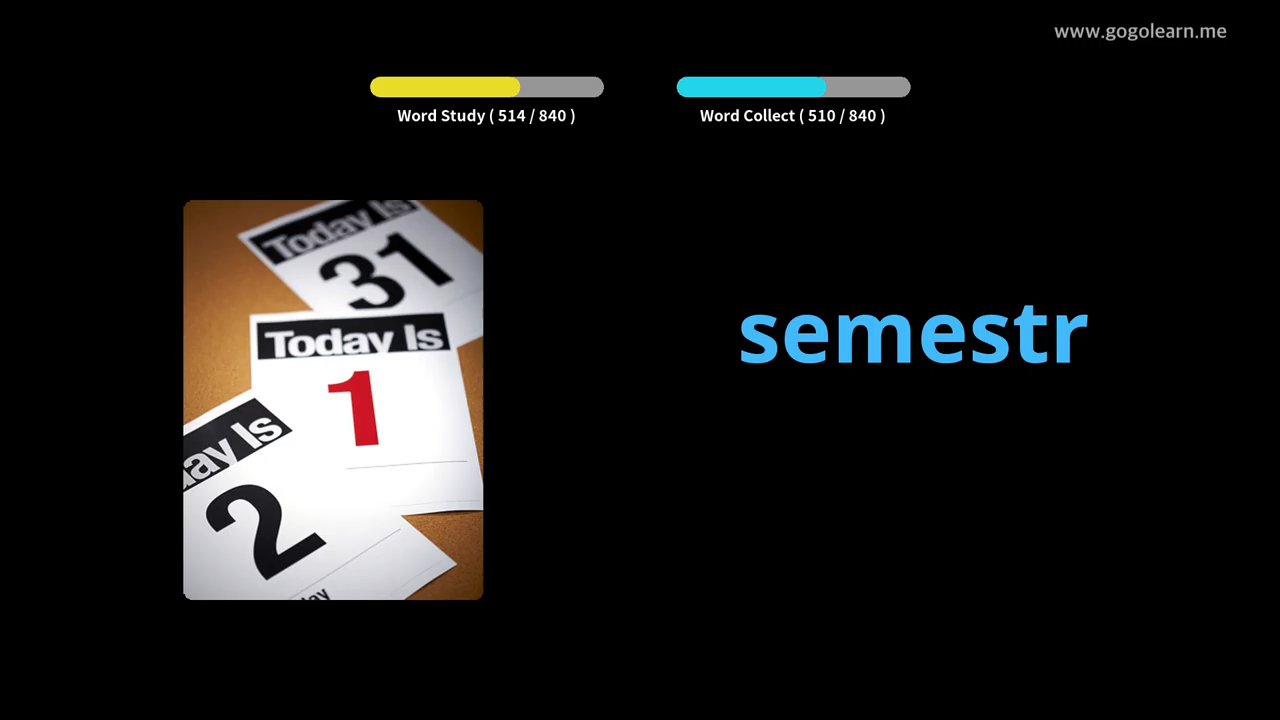 www.gogolearn.me
Word Study ( 514 / 840 )
Word Collect ( 510 / 840 )
Today Is
31
Today Is
1
ay Is
2
semestr